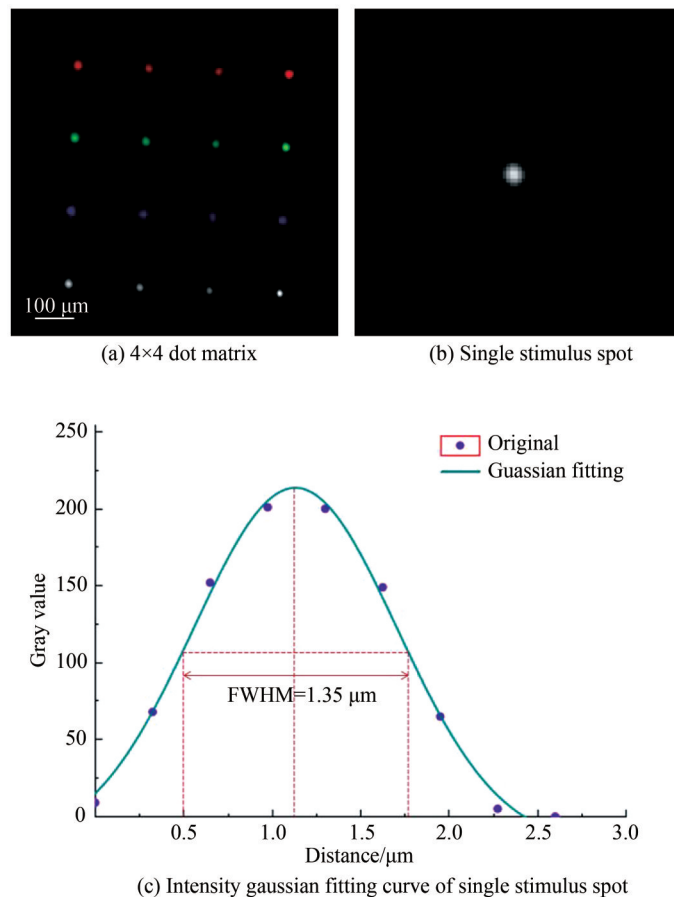 100 μm
(a) 4×4 dot matrix
(b) Single stimulus spot
250
200
150
100
50
0
Gray value
Original
Guassian fitting
FWHM=1.35 μm
0.5
1.0
1.5
2.0
2.5
3.0
Distance/μm
(c) Intensity gaussian fitting curve of single stimulus spot